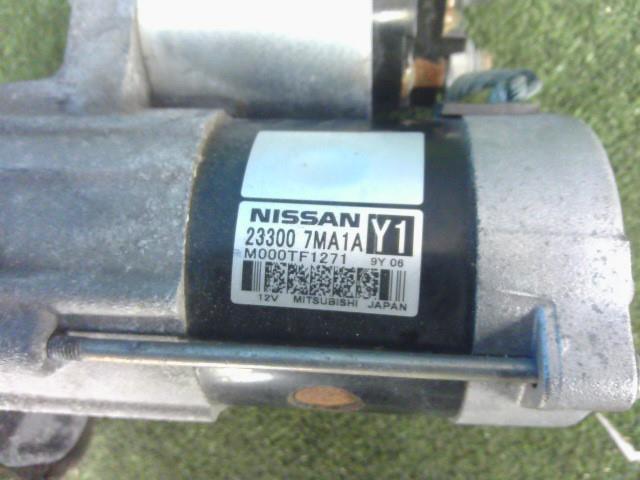 NISSAN
23300 7MA1A Y1
M000TF1271 9Y 06
12V MITSUBISHI JAPAN